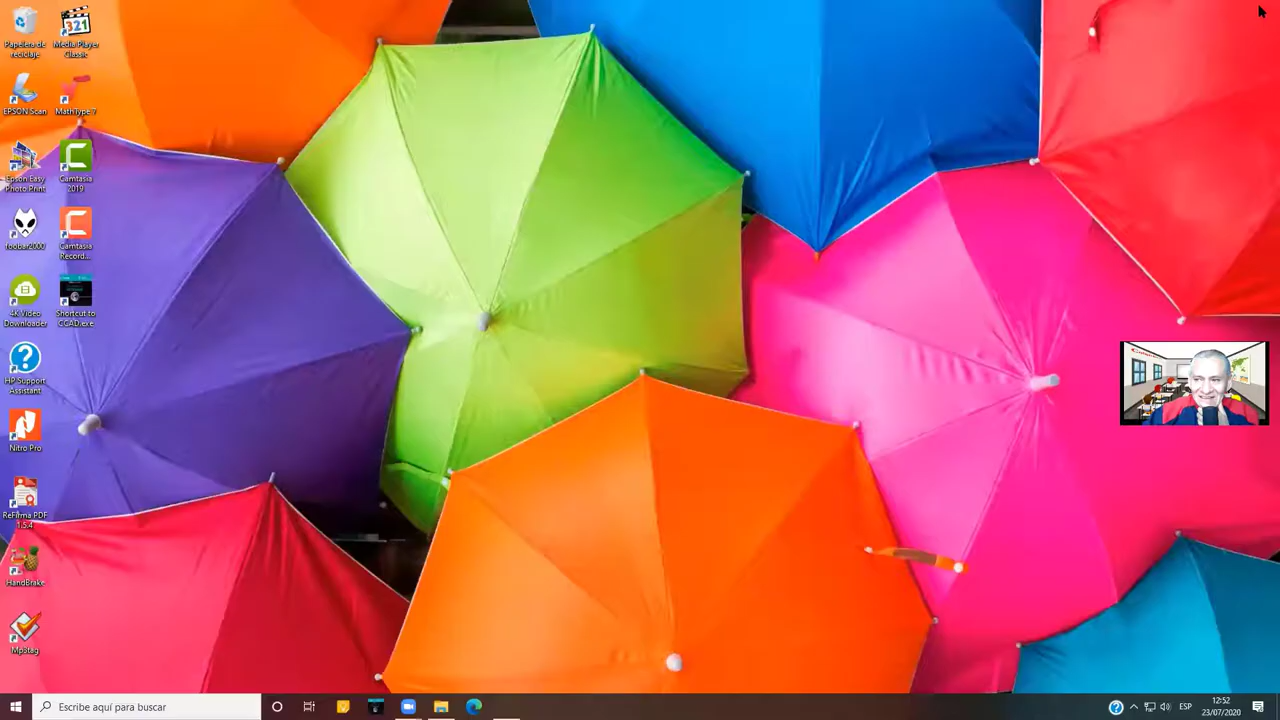 Papelera de
reciclaje
321
Media Player
Classic
EPSON Scan
MathType 7
Epson Easy
Photo Print
Camtasia
2019
foobar2000
Camtasia
Record...
4K Video
Downloader
Shortcut to
CCAD.exe
HP Support
Assistant
Nitro Pro
ReFirma PDF
1.5.4
HandBrake
Mp3tag
Escribe aquí para buscar
ESP
12:52
23/07/2020